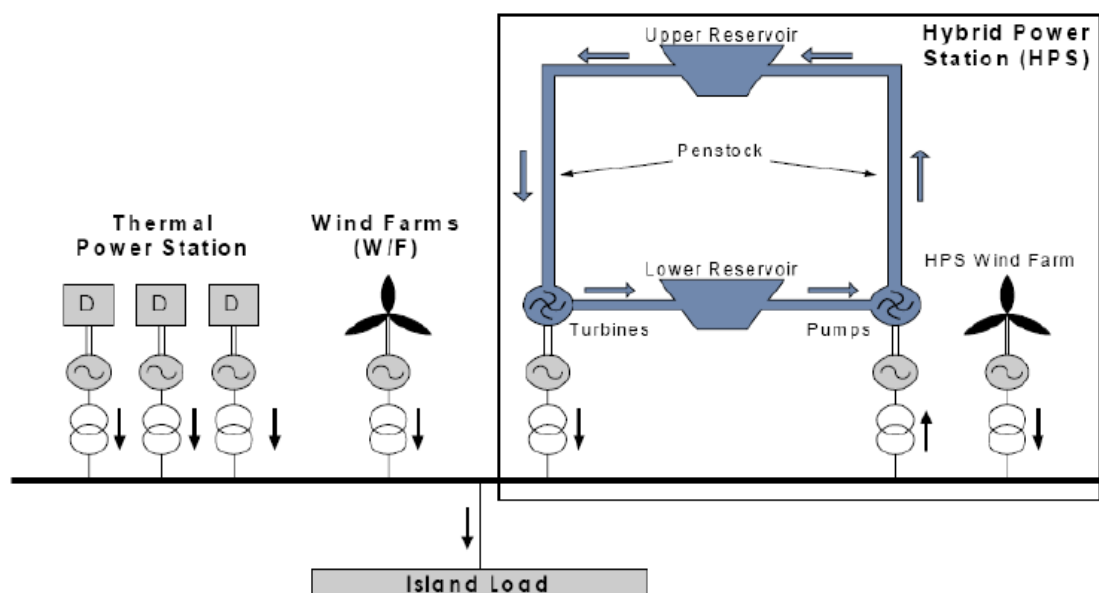 Upper Reservoir
Hybrid Power
Station (HPS)
Penstock
Thermal
Power Station
Wind Farms
(W/F)
Lower Reservoir
HPS Wind Farm
D
D
D
Turbines
Pumps
Island Load